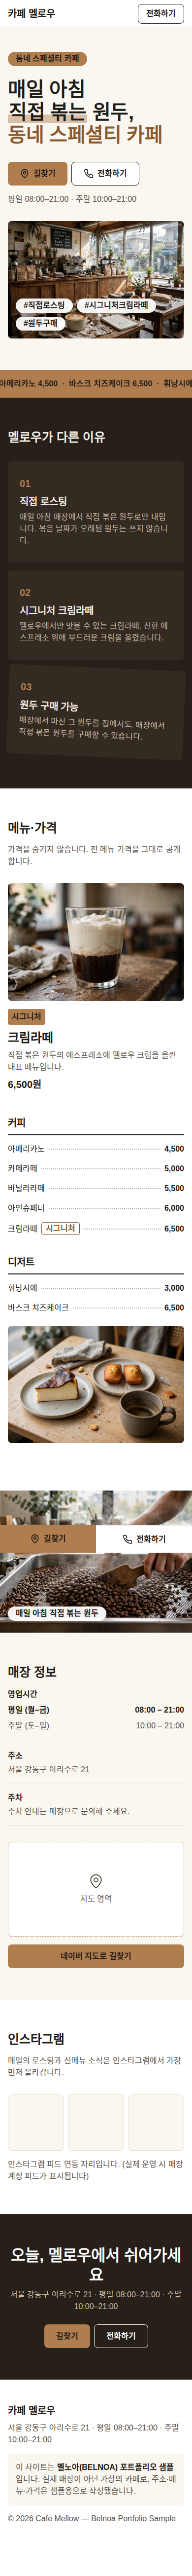 카페 멜로우
전화하기
동네 스페셜티 카페
매일 아침
직접 볶는 원두,
동네 스페셜티 카페
길찾기
전화하기
평일 08:00–21:00 · 주말 10:00–21:00
#직접로스팅
#시그니처크림라떼
#원두구매
아메리카노 4,500 · 바스크 치즈케이크 6,500 · 휘낭시에
멜로우가 다른 이유
01
직접 로스팅
매일 아침 매장에서 직접 볶은 원두로만 내립
니다. 볶은 날짜가 오래된 원두는 쓰지 않습니
다.
02
시그니처 크림라떼
멜로우에서만 맛볼 수 있는 크림라떼. 진한 에
스프레소 위에 부드러운 크림을 올렸습니다.
03
원두 구매 가능
매장에서 마신 그 원두를 집에서도. 매장에서
직접 볶은 원두를 구매할 수 있습니다.
메뉴·가격
가격을 숨기지 않습니다. 전 메뉴 가격을 그대로 공개
합니다.
시그니처
크림라떼
직접 볶은 원두의 에스프레소에 멜로우 크림을 올린
대표 메뉴입니다.
6,500원
커피
아메리카노 4,500
카페라떼 5,000
바닐라라떼 5,500
아인슈페너 6,000
크림라떼 시그니처 6,500
디저트
휘낭시에 3,000
바스크 치즈케이크 6,500
길찾기
전화하기
매일 아침 직접 볶는 원두
매장 정보
영업시간
평일 (월–금) 08:00 – 21:00
주말 (토–일) 10:00 – 21:00
주소
서울 강동구 아리수로 21
주차
주차 안내는 매장으로 문의해 주세요.
지도 영역
네이버 지도로 길찾기
인스타그램
매일의 로스팅과 신메뉴 소식은 인스타그램에서 가장
먼저 올라갑니다.
인스타그램 피드 연동 자리입니다. (실제 운영 시 매장
계정 피드가 표시됩니다)
오늘, 멜로우에서 쉬어가세
요
서울 강동구 아리수로 21 · 평일 08:00–21:00 · 주말
10:00–21:00
길찾기
전화하기
카페 멜로우
서울 강동구 아리수로 21 · 평일 08:00–21:00 · 주말
10:00–21:00
이 사이트는 벨노아(BELNOA) 포트폴리오 샘플
입니다. 실제 매장이 아닌 가상의 카페로, 주소·메
뉴·가격은 샘플용으로 작성됐습니다.
© 2026 Cafe Mellow — Belnoa Portfolio Sample